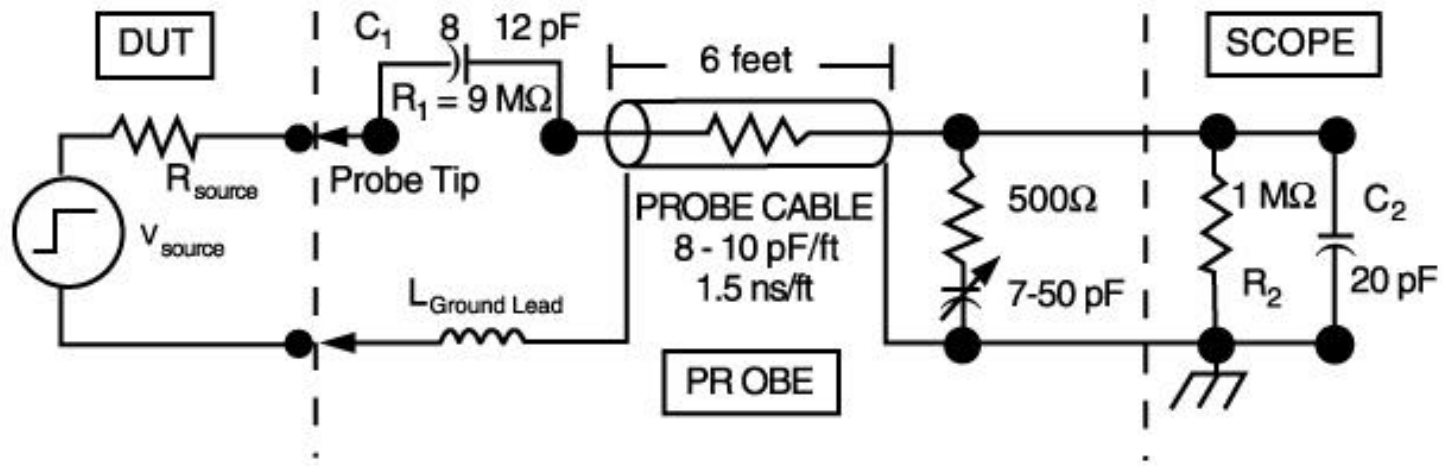 DUT
C1
8 12 pF
R1 = 9 MΩ
6 feet
SCOPE
Rsource
Probe Tip
Vsource
PROBE CABLE
8 - 10 pF/ft
1.5 ns/ft
500Ω
7-50 pF
1 MΩ
R2
C2
20 pF
LGround Lead
PR OBE